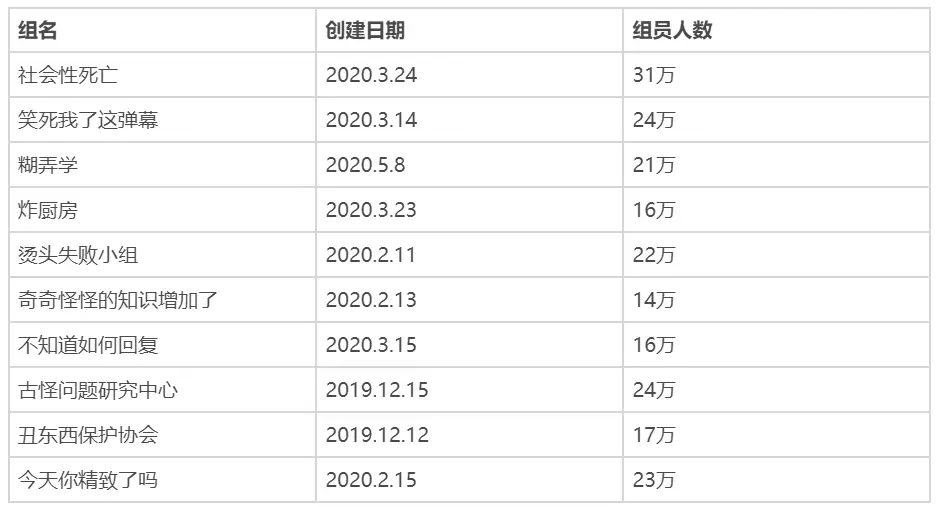 组名 创建日期 组员人数
社会性死亡 2020.3.24 31万
笑死我了这弹幕 2020.3.14 24万
糊弄学 2020.5.8 21万
炸厨房 2020.3.23 16万
烫头失败小组 2020.2.11 22万
奇奇怪怪的知识增加了 2020.2.13 14万
不知道如何回复 2020.3.15 16万
古怪问题研究中心 2019.12.15 24万
丑东西保护协会 2019.12.12 17万
今天你精致了吗 2020.2.15 23万